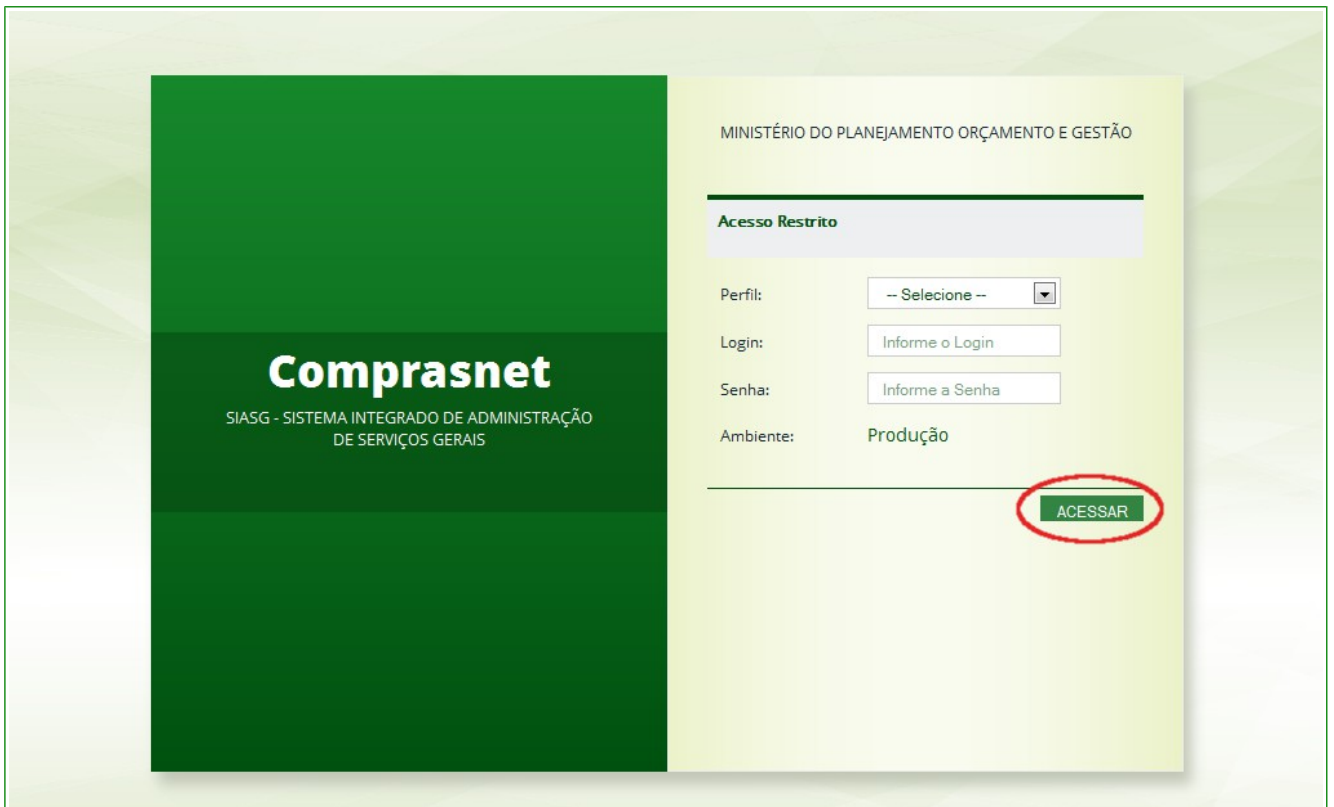 MINISTÉRIO DO PLANEJAMENTO ORÇAMENTO E GESTÃO
Acesso Restrito
Perfil: -- Selecione --
Login: Informe o Login
Senha: Informe a Senha
Ambiente: Produção
ACESSAR
Comprasnet
SIASG - SISTEMA INTEGRADO DE ADMINISTRAÇÃO
DE SERVIÇOS GERAIS